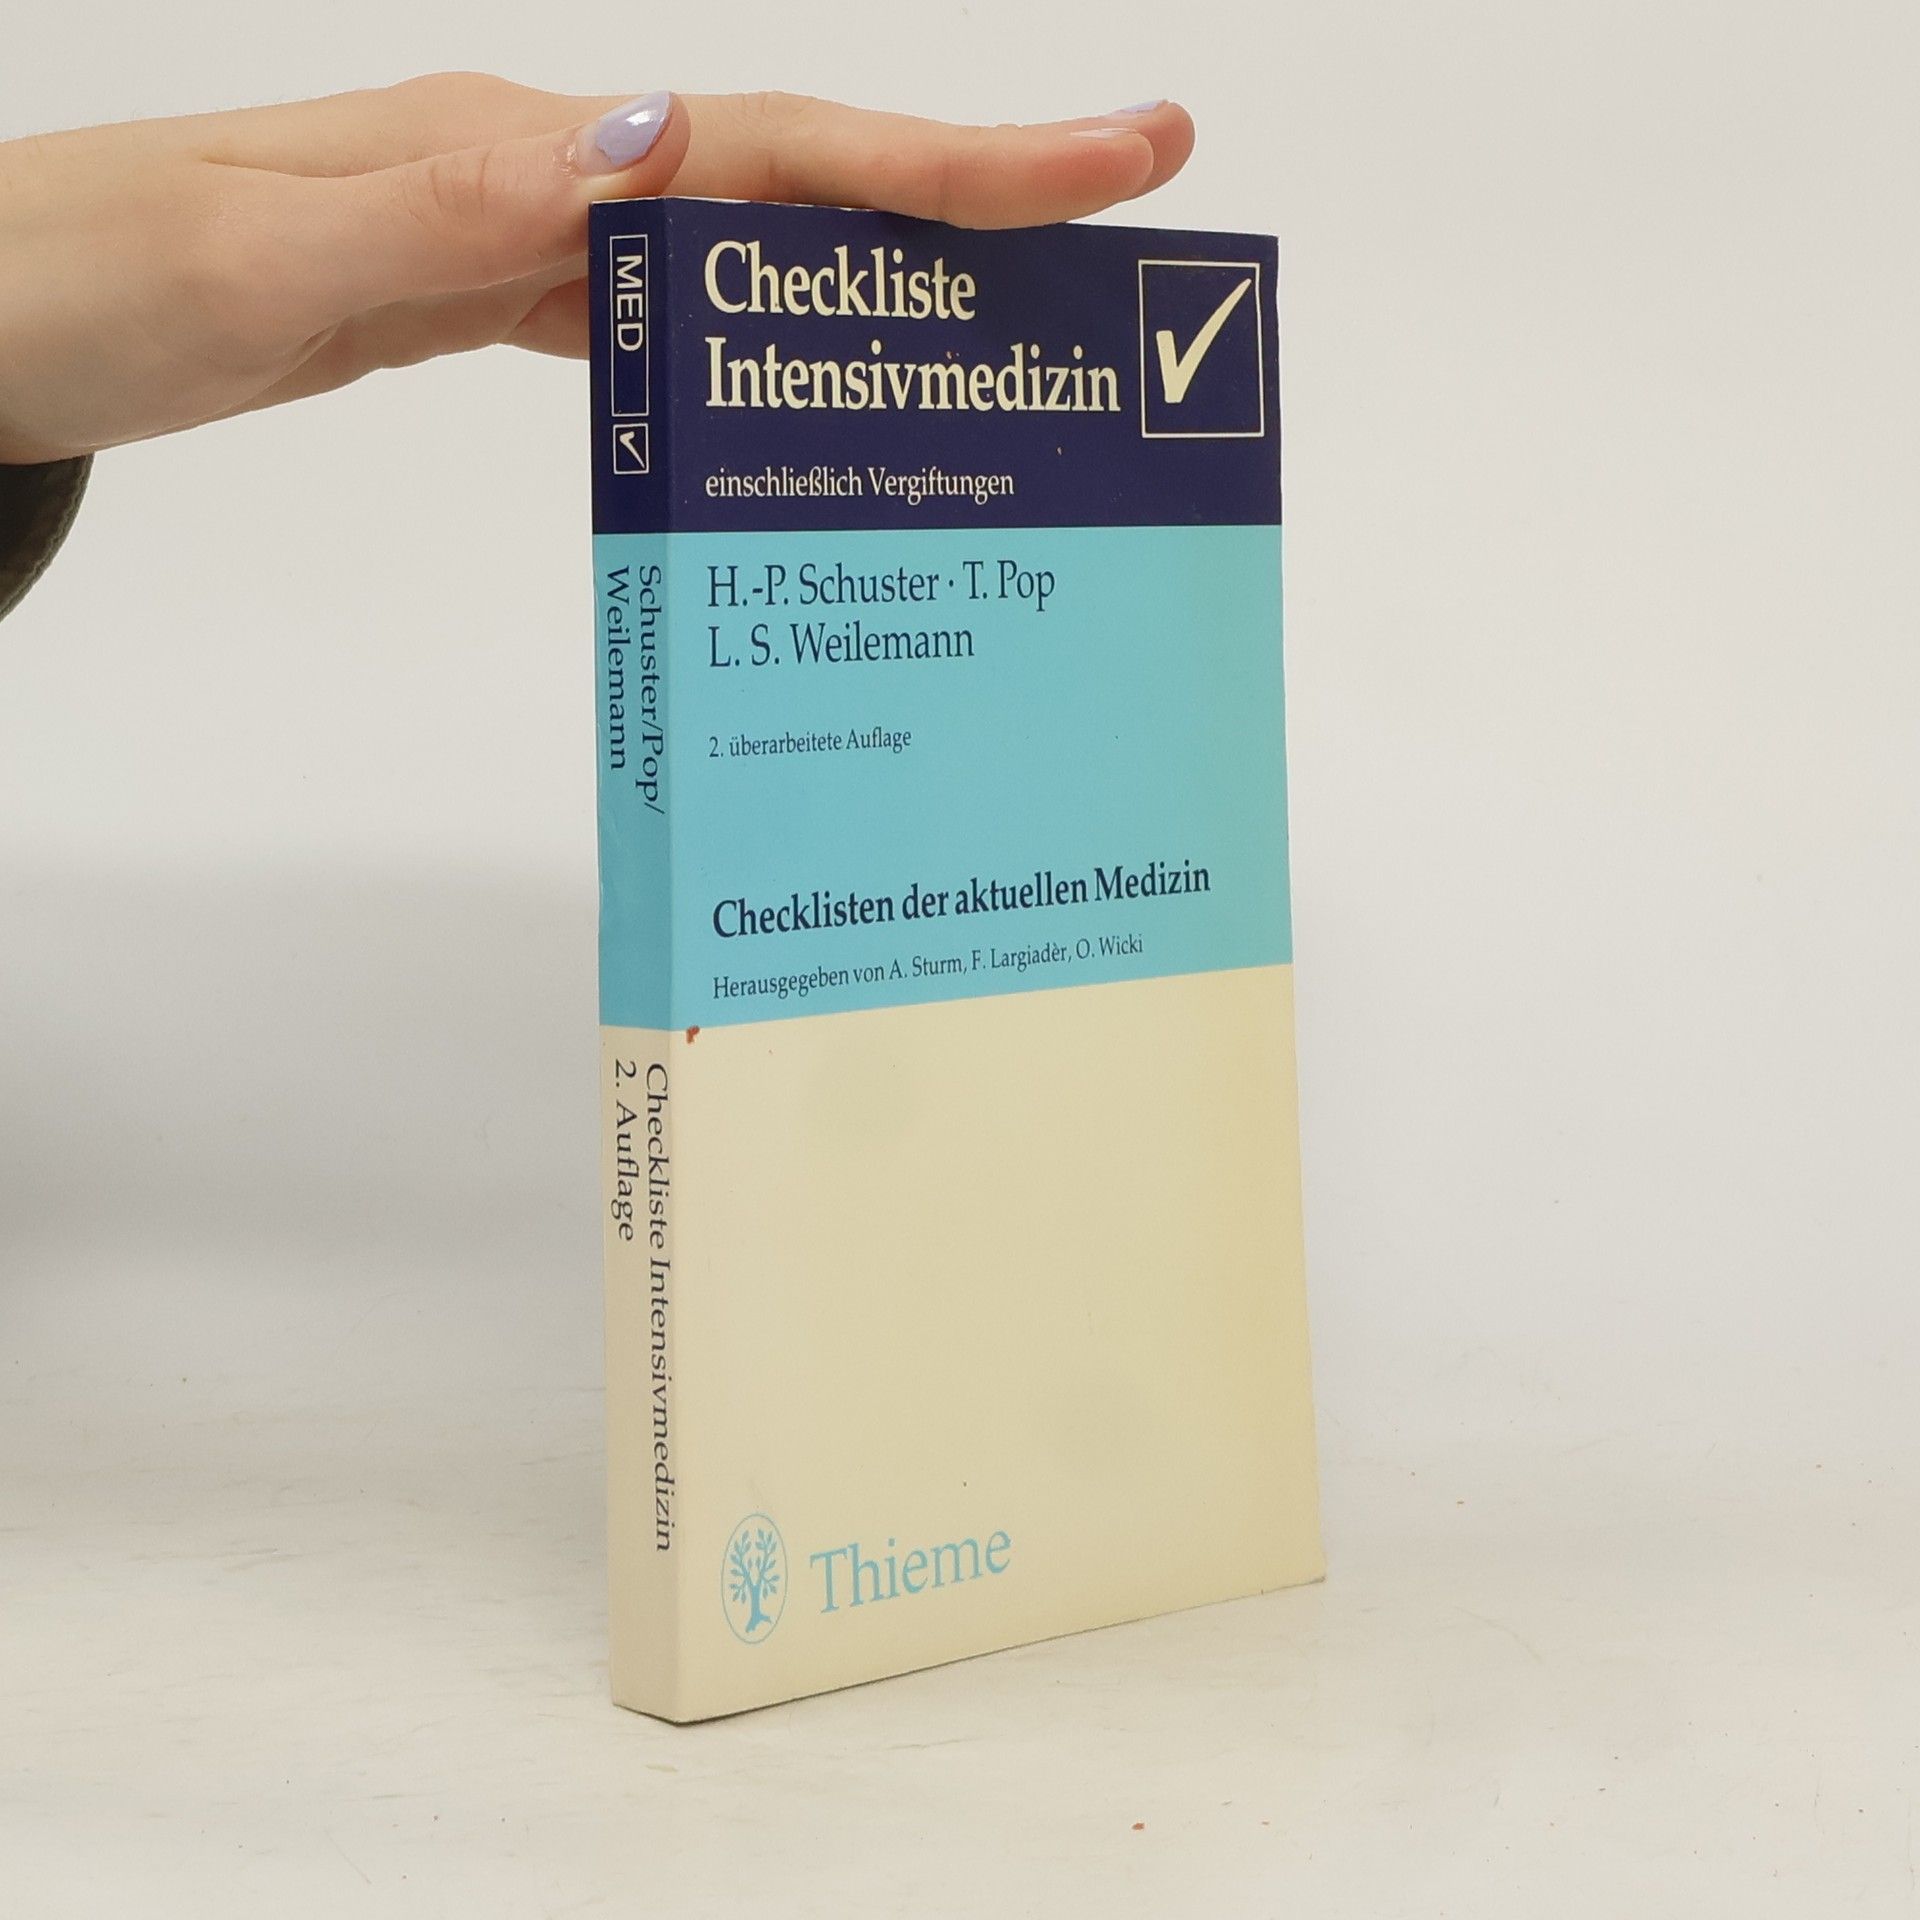 Checkliste
Intensivmedizin
einschließlich Vergiftungen
H.-P. Schuster · T. Pop
L. S. Weilemann
2. überarbeitete Auflage
Checklisten der aktuellen Medizin
Herausgegeben von A. Sturm, F. Largiadèr, O. Wicki
Thieme
MED
Schuster/Pop/
Weilemann
Checkliste Intensivmedizin
2. Auflage